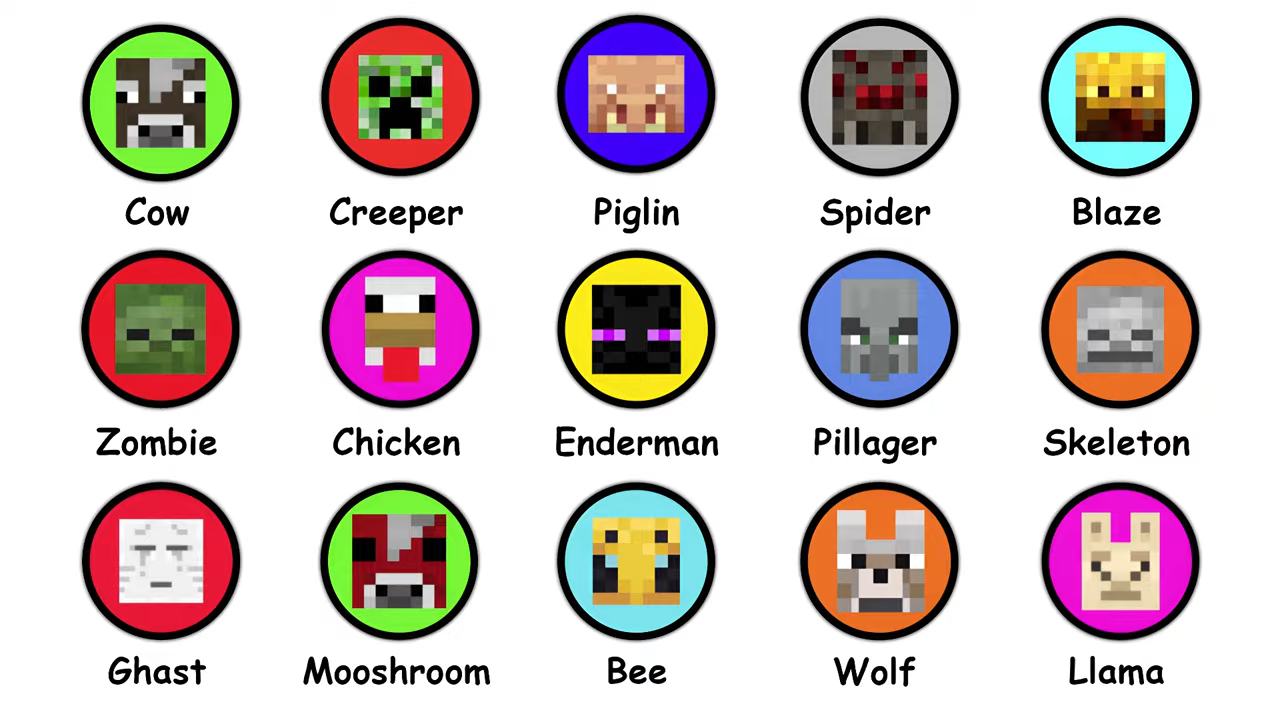 Cow
Creeper
Piglin
Spider
Blaze
Zombie
Chicken
Enderman
Pillager
Skeleton
Ghast
Mooshroom
Bee
Wolf
Llama